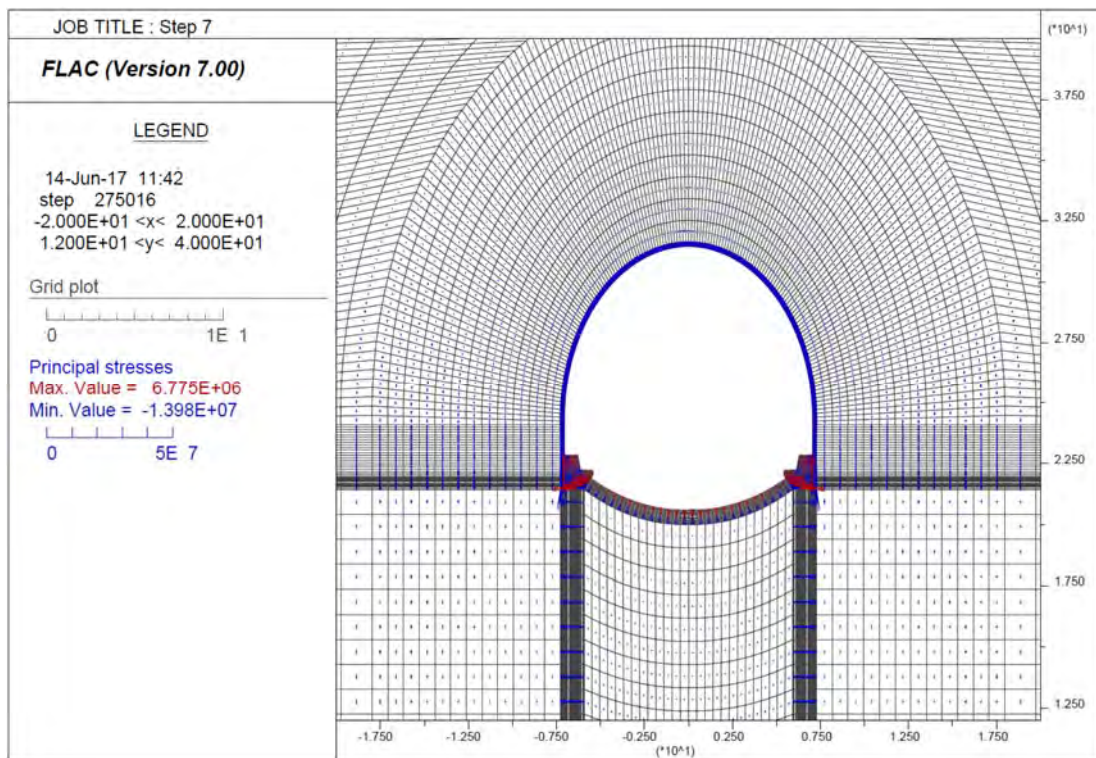 JOB TITLE : Step 7
FLAC (Version 7.00)
LEGEND
14-Jun-17 11:42
step 275016
-2.000E+01 <x< 2.000E+01
1.200E+01 <y< 4.000E+01
Grid plot
0 1E 1
Principal stresses
Max. Value = 6.775E+06
Min. Value = -1.398E+07
0 5E 7
(*10^1)
3.750
3.250
2.750
2.250
1.750
1.250
-1.750 -1.250 -0.750 -0.250 0.250 0.750 1.250 1.750
(*10^1)